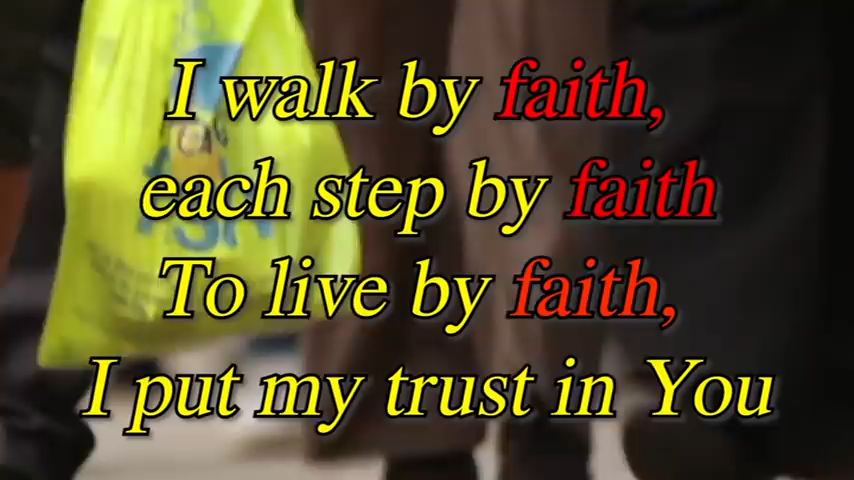 I walk by faith,
each step by faith
To live by faith,
I put my trust in You